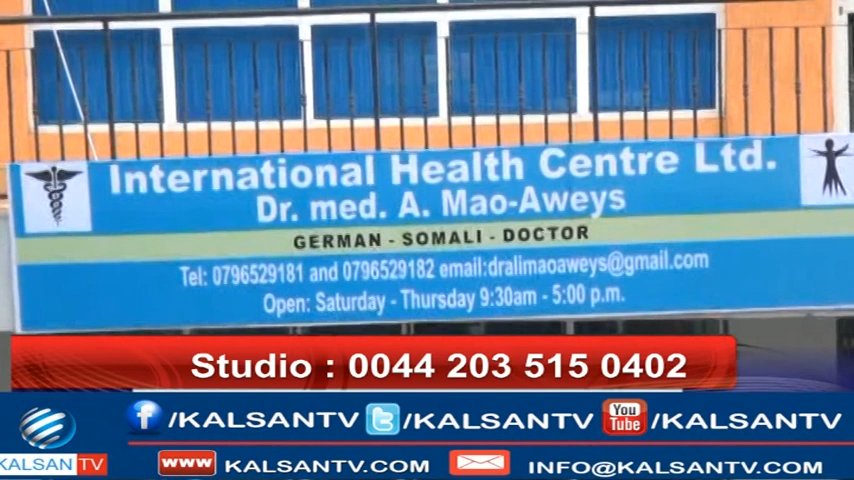 International Health Centre Ltd.
Dr. med. A. Mao-Aweys
GERMAN - SOMALI - DOCTOR
Tel: 0796529181 and 0796529182 email:dralimaoaweys@gmail.com
Open: Saturday - Thursday 9:30am - 5:00 p.m.
Studio : 0044 203 515 0402
f /KALSANTV t /KALSANTV You Tube /KALSANTV
KALSAN TV
www KALSANTV.COM INFO@KALSANTV.COM